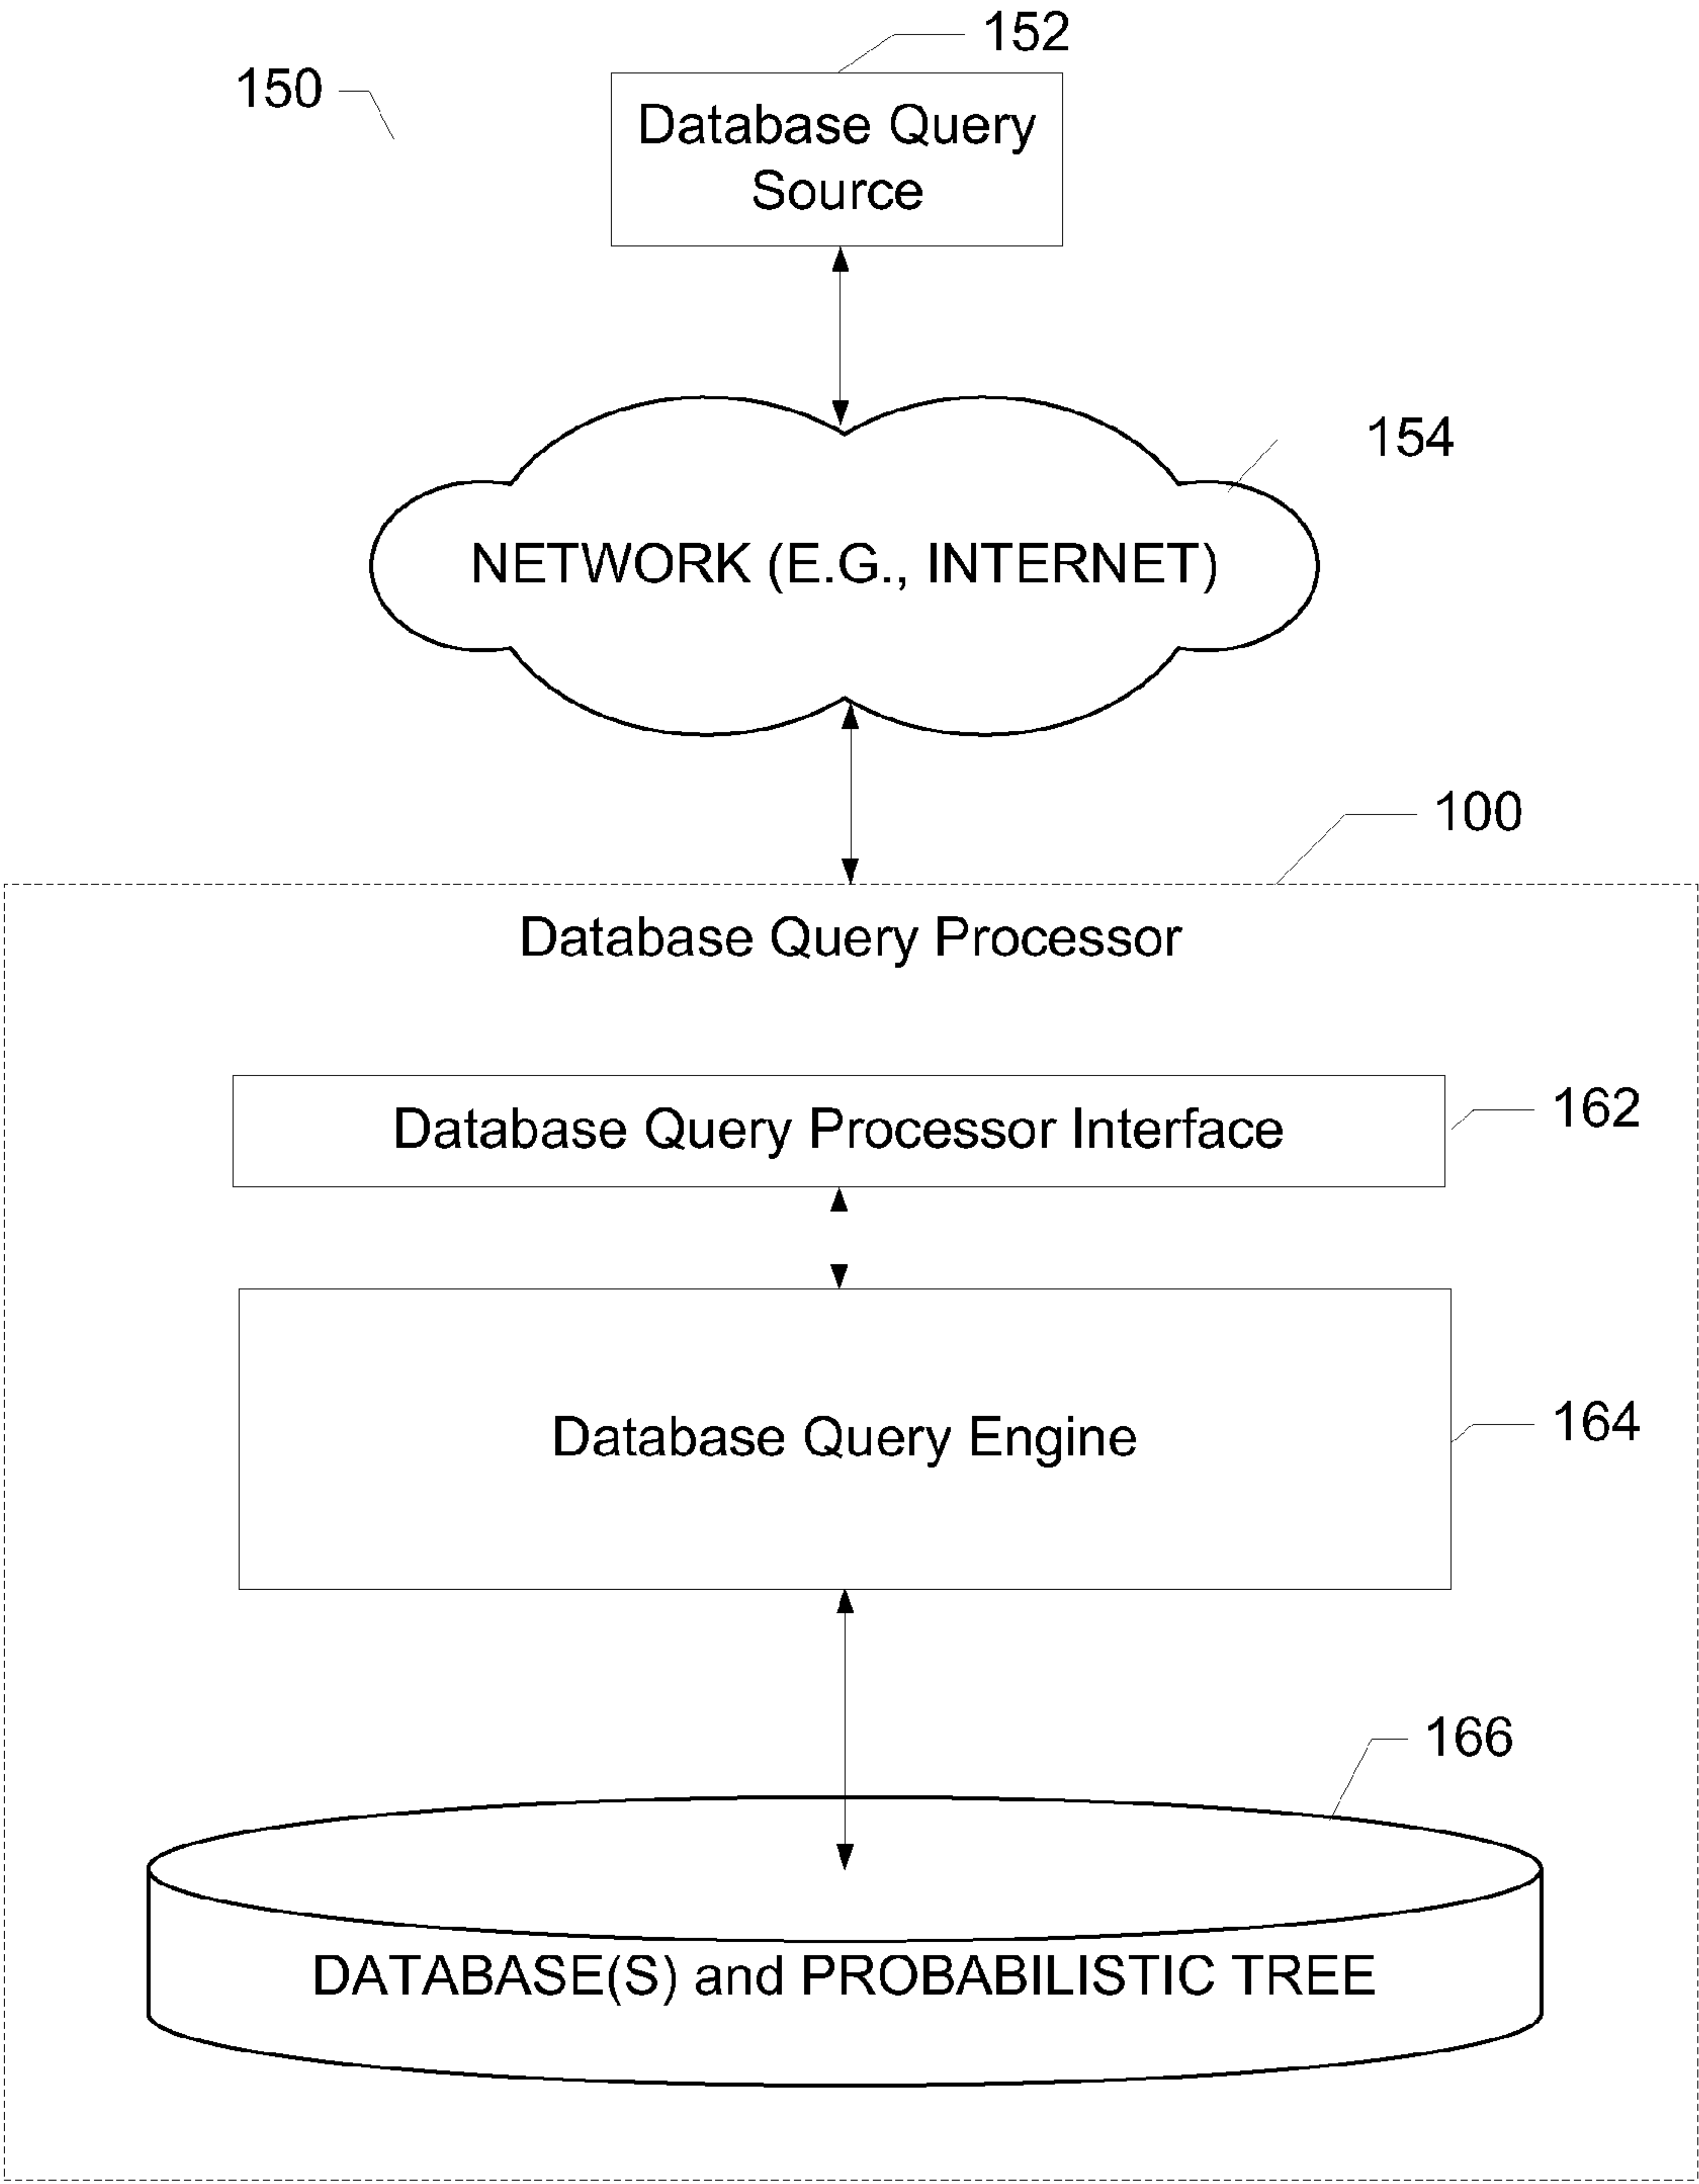 152
150
Database Query
Source
154
NETWORK (E.G., INTERNET)
100
Database Query Processor
Database Query Processor Interface
162
Database Query Engine
164
166
DATABASE(S) and PROBABILISTIC TREE